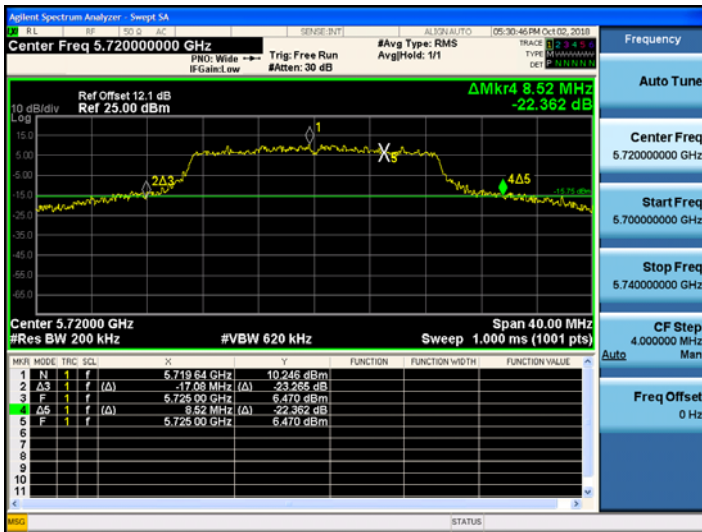 Agilent Spectrum Analyzer - Swept SA
RL RF 50 Ω AC SENSE:INT ALIGN AUTO 05:30:46 PM Oct 02, 2018
Center Freq 5.720000000 GHz #Avg Type: RMS TRACE 1 2 3 4 5 6
PNO: Wide Trig: Free Run Avg|Hold: 1/1 TYPE MWWWWW
IFGain:Low #Atten: 30 dB DET P N N N N N
ΔMkr4 8.52 MHz
-22.362 dB
Ref Offset 12.1 dB
10 dB/div Ref 25.00 dBm
Log
15.0
5.00
-5.00
-15.0
-25.0
-35.0
-45.0
-55.0
-65.0
1
2Δ3
5
4Δ5
-15.75 dBm
Center 5.72000 GHz Span 40.00 MHz
#Res BW 200 kHz #VBW 620 kHz Sweep 1.000 ms (1001 pts)
MKR MODE TRC SCL X Y FUNCTION FUNCTION WIDTH FUNCTION VALUE
1 N 1 f 5.719 64 GHz 10.246 dBm
2 Δ3 1 f (Δ) -17.08 MHz (Δ) -23.265 dB
3 F 1 f 5.725 00 GHz 6.470 dBm
4 Δ5 1 f (Δ) 8.52 MHz (Δ) -22.362 dB
5 F 1 f 5.725 00 GHz 6.470 dBm
6
7
8
9
10
11
MSG STATUS
Frequency
Auto Tune
Center Freq
5.720000000 GHz
Start Freq
5.700000000 GHz
Stop Freq
5.740000000 GHz
CF Step
4.000000 MHz
Auto Man
Freq Offset
0 Hz